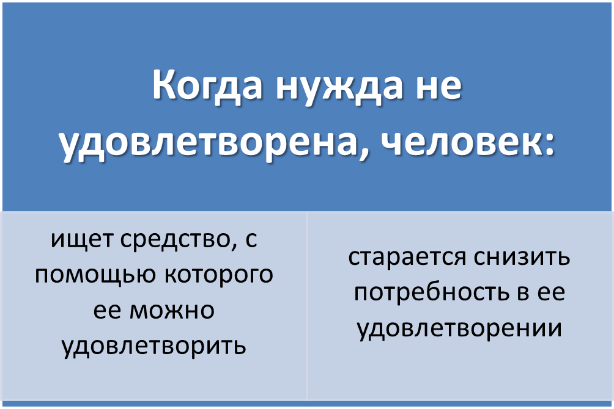 Когда нужда не
удовлетворена, человек:
ищет средство, с
помощью которого
ее можно
удовлетворить
старается снизить
потребность в ее
удовлетворении